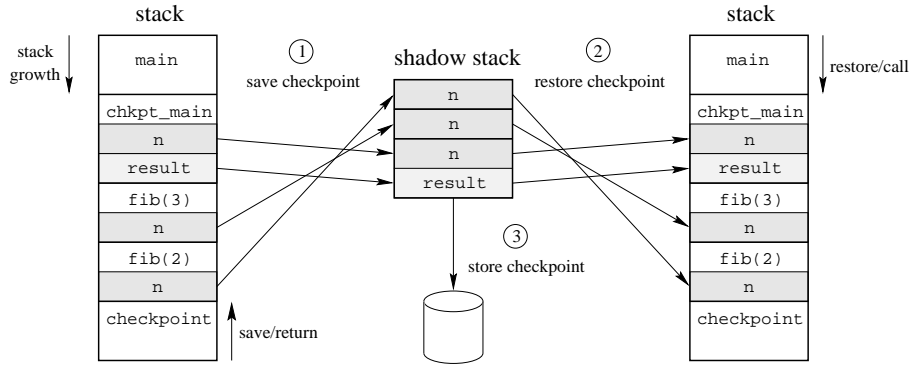 stack
stack
growth
main
chkpt_main
n
result
fib(3)
n
fib(2)
n
checkpoint
save/return
1
save checkpoint
shadow stack
n
n
n
result
2
restore checkpoint
3
store checkpoint
stack
main
chkpt_main
n
result
fib(3)
n
fib(2)
n
checkpoint
restore/call